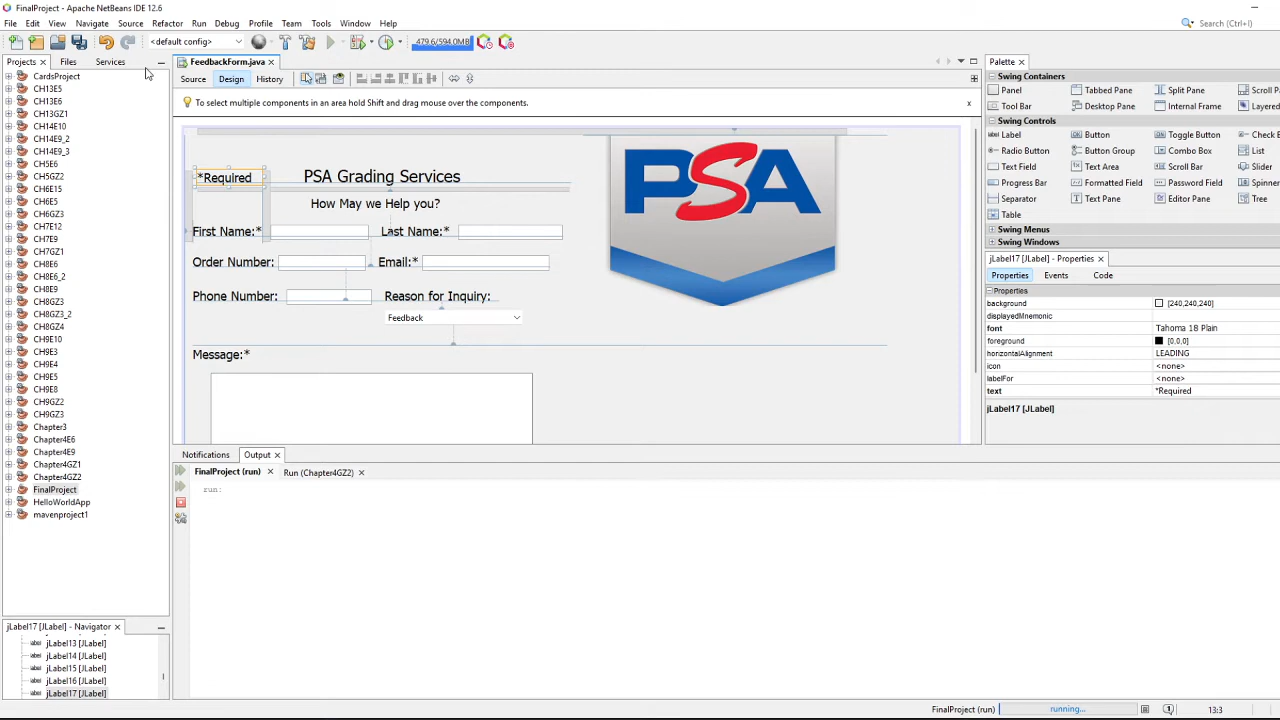 FinalProject - Apache NetBeans IDE 12.6
File Edit View Navigate Source Refactor Run Debug Profile Team Tools Window Help
Search (Ctrl+I)
<default config>
479.6/594.0MB
Projects Files Services
FeedbackForm.java
Source Design History
To select multiple components in an area hold Shift and drag mouse over the components.
x
CardsProject
CH13E5
CH13E6
CH13GZ1
CH14E10
CH14E9_2
CH14E9_3
CH5E6
CH5GZ2
CH6E15
CH6E5
CH6GZ3
CH7E12
CH7E9
CH7GZ1
CH8E6
CH8E6_2
CH8E9
CH8GZ3
CH8GZ3_2
CH8GZ4
CH9E10
CH9E3
CH9E4
CH9E5
CH9E8
CH9GZ2
CH9GZ3
Chapter3
Chapter4E6
Chapter4E9
Chapter4GZ1
Chapter4GZ2
FinalProject
HelloWorldApp
mavenproject1
*Required
PSA Grading Services
How May we Help you?
First Name:* Last Name:*
Order Number: Email:*
Phone Number: Reason for Inquiry:
Feedback
Message:*
PSA
Palette
Swing Containers
Panel Tabbed Pane Split Pane Scroll P
Tool Bar Desktop Pane Internal Frame Layered
Swing Controls
Label Button Toggle Button Check
Radio Button Button Group Combo Box List
Text Field Text Area Scroll Bar Slider
Progress Bar Formatted Field Password Field Spinne
Separator Text Pane Editor Pane Tree
Table
Swing Menus
Swing Windows
jLabel17 [JLabel] - Properties
Properties Events Code
Properties
background [240,240,240]
displayedMnemonic
font Tahoma 18 Plain
foreground [0,0,0]
horizontalAlignment LEADING
icon <none>
labelFor <none>
text *Required
jLabel17 [JLabel]
Notifications Output
FinalProject (run) Run (Chapter4GZ2)
run:
jLabel17 [JLabel] - Navigator
label jLabel13 [JLabel]
label jLabel14 [JLabel]
label jLabel15 [JLabel]
label jLabel16 [JLabel]
label jLabel17 [JLabel]
FinalProject (run) running... 13:3